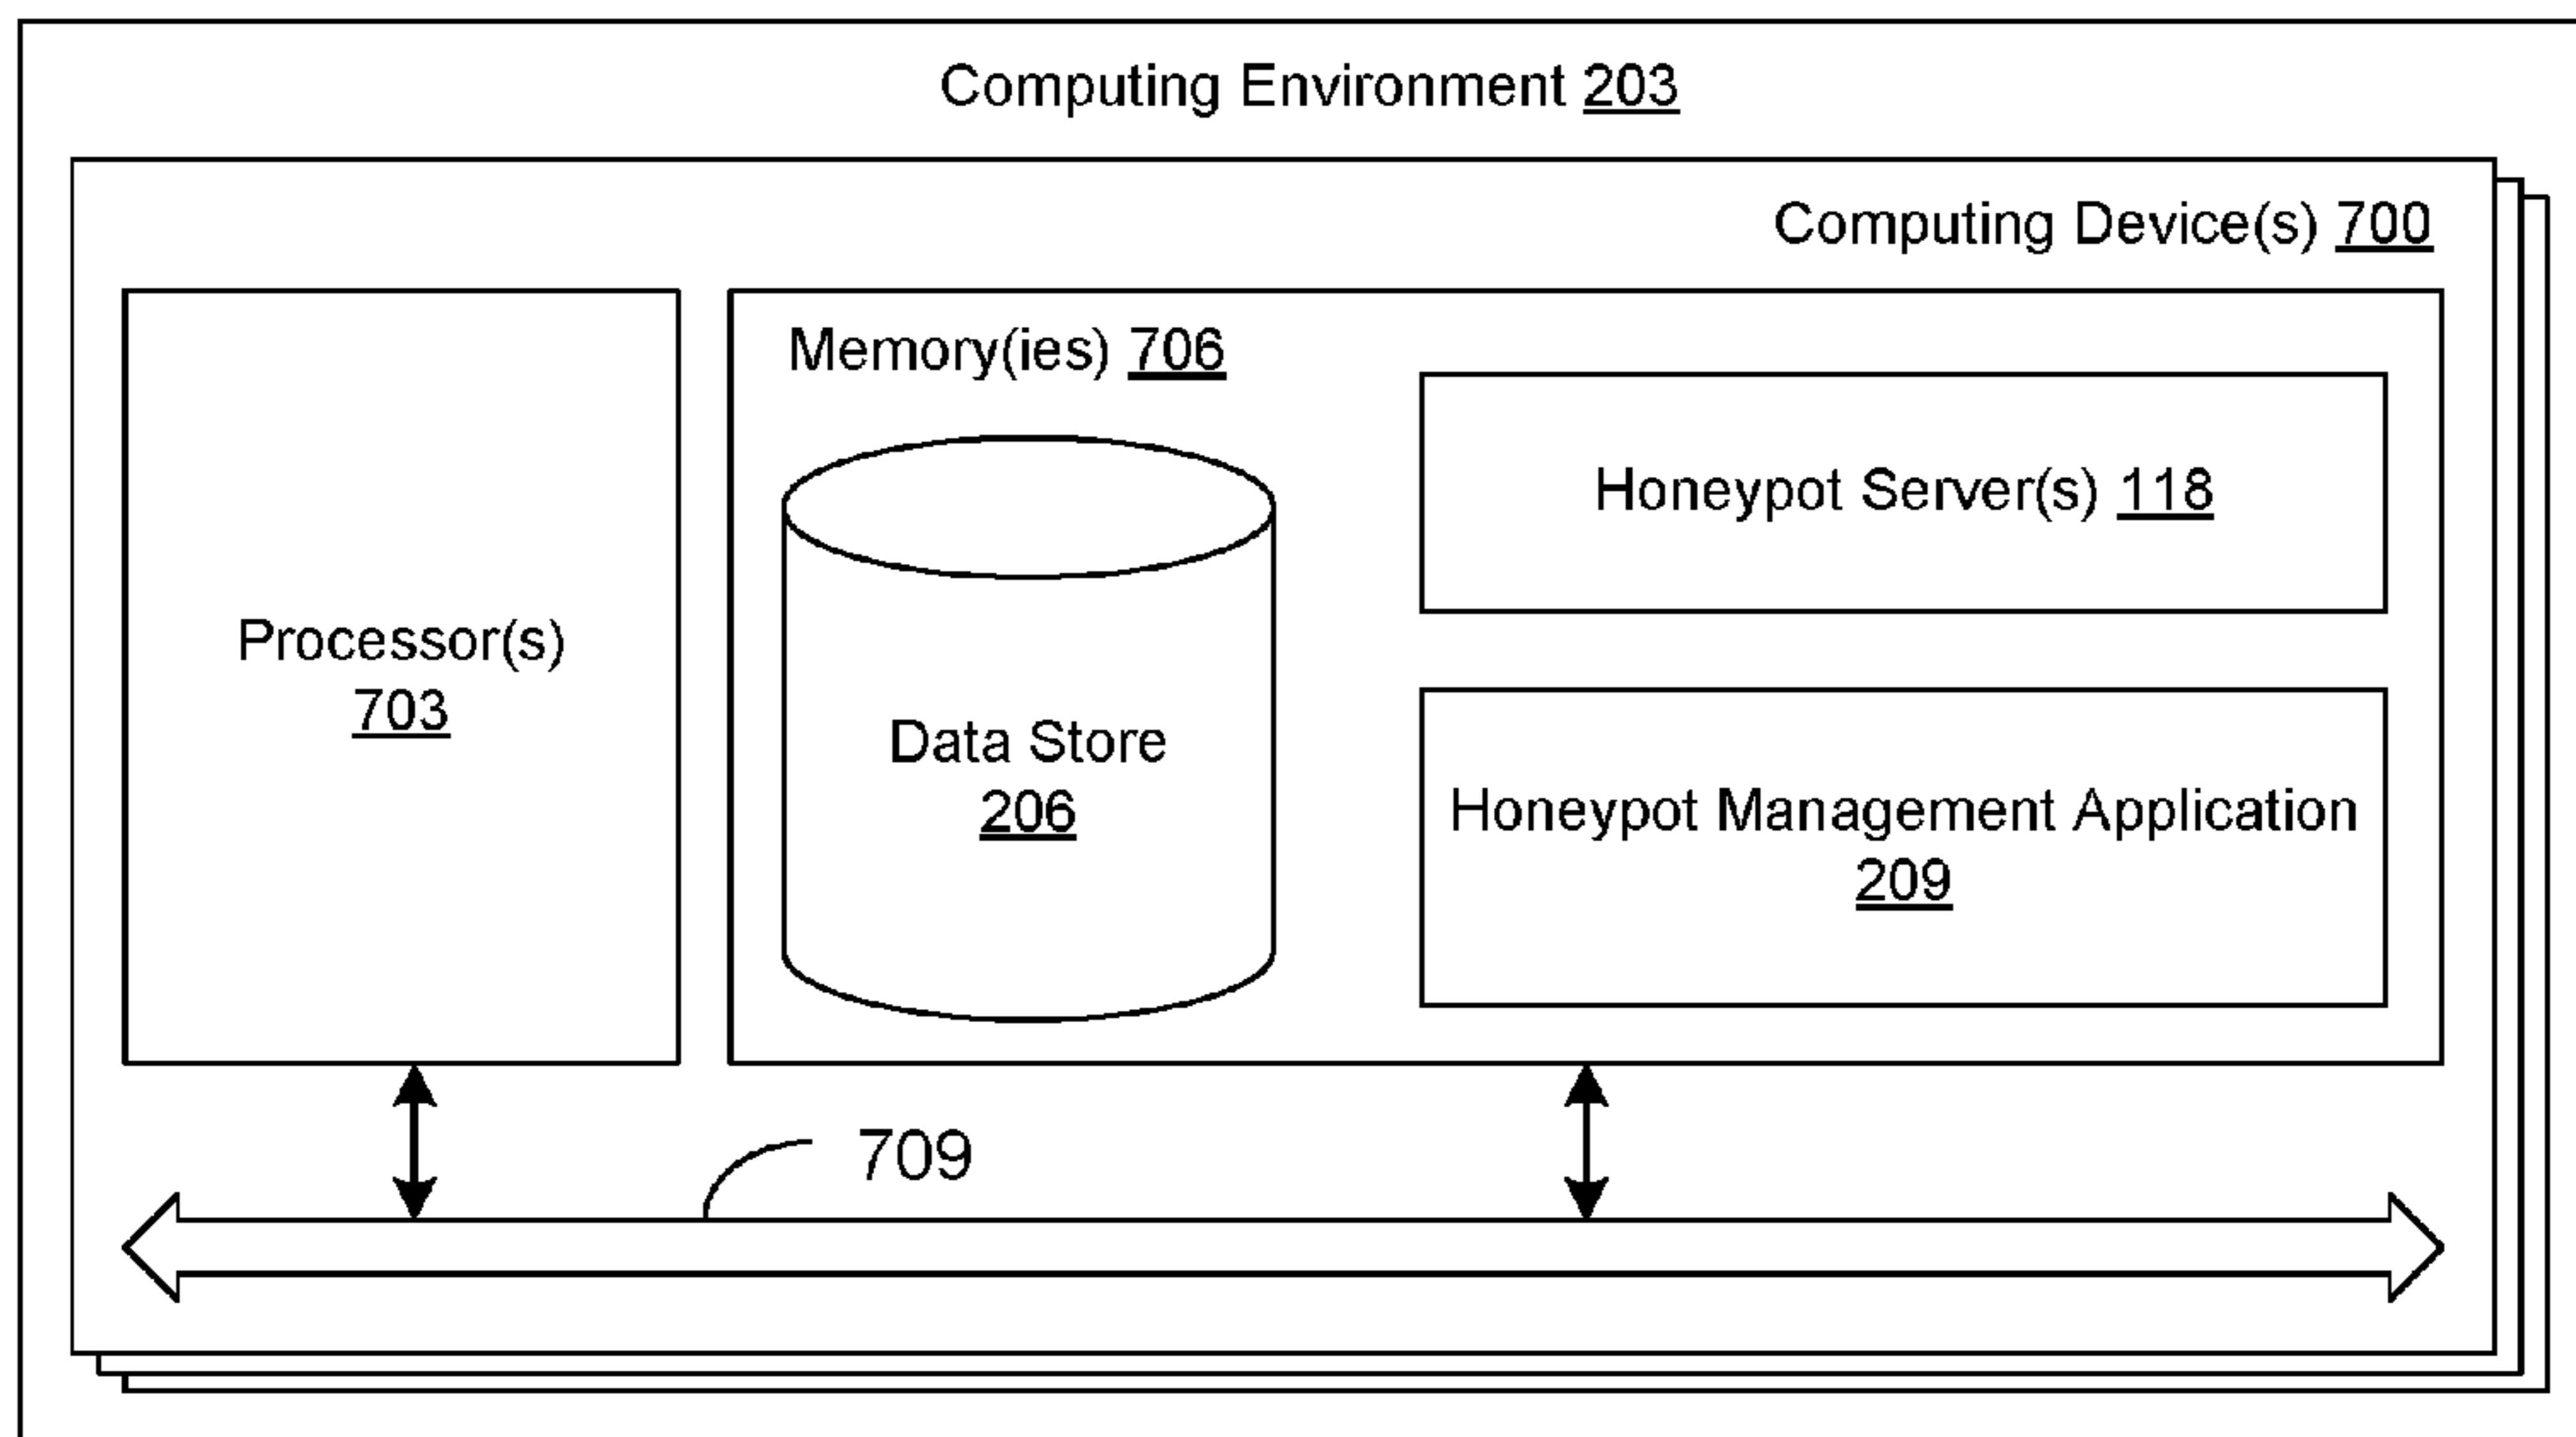 Computing Environment 203
Computing Device(s) 700
Memory(ies) 706
Honeypot Server(s) 118
Processor(s)
703
Data Store
206
Honeypot Management Application
209
709